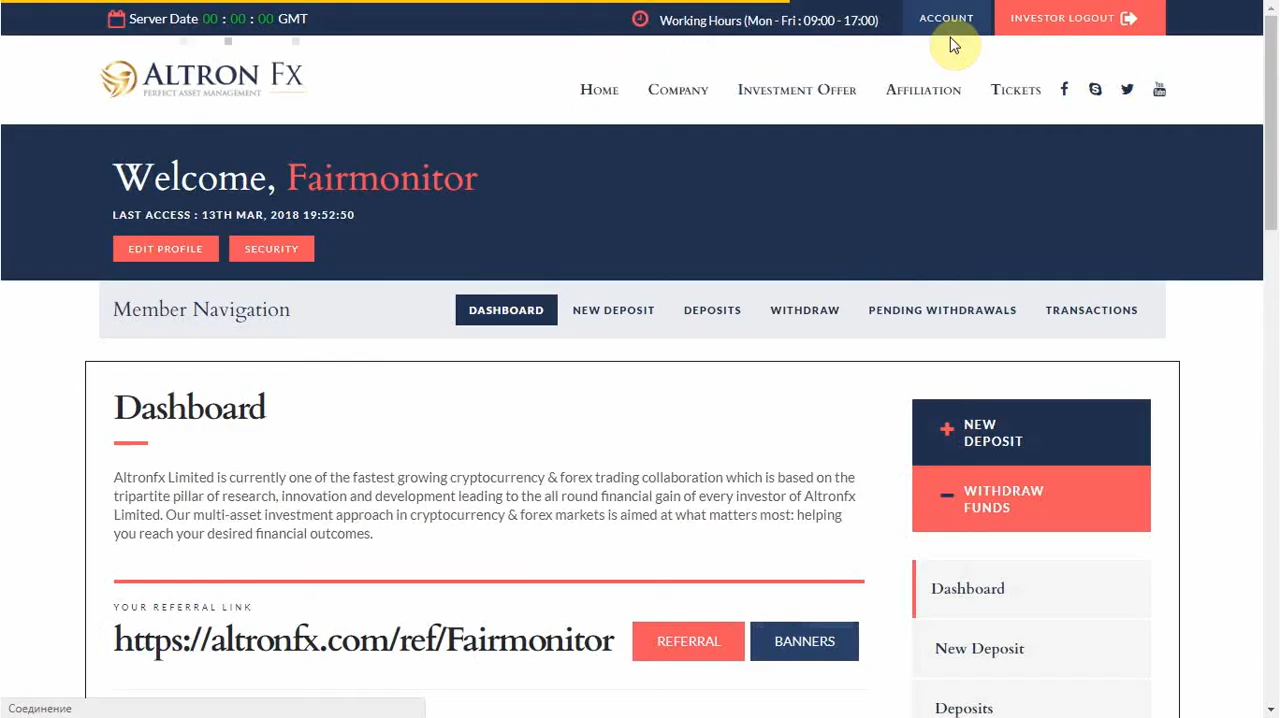 Server Date 00 : 00 : 00 GMT
Working Hours (Mon - Fri : 09:00 - 17:00)
ACCOUNT
INVESTOR LOGOUT
ALTRON FX
PERFECT ASSET MANAGEMENT
HOME
COMPANY
INVESTMENT OFFER
AFFILIATION
TICKETS
Welcome, Fairmonitor
LAST ACCESS : 13TH MAR, 2018 19:52:50
EDIT PROFILE
SECURITY
Member Navigation
DASHBOARD
NEW DEPOSIT
DEPOSITS
WITHDRAW
PENDING WITHDRAWALS
TRANSACTIONS
Dashboard
Altronfx Limited is currently one of the fastest growing cryptocurrency & forex trading collaboration which is based on the
tripartite pillar of research, innovation and development leading to the all round financial gain of every investor of Altronfx
Limited. Our multi-asset investment approach in cryptocurrency & forex markets is aimed at what matters most: helping
you reach your desired financial outcomes.
YOUR REFERRAL LINK
https://altronfx.com/ref/Fairmonitor
REFERRAL
BANNERS
NEW
DEPOSIT
WITHDRAW
FUNDS
Dashboard
New Deposit
Deposits
Соединение